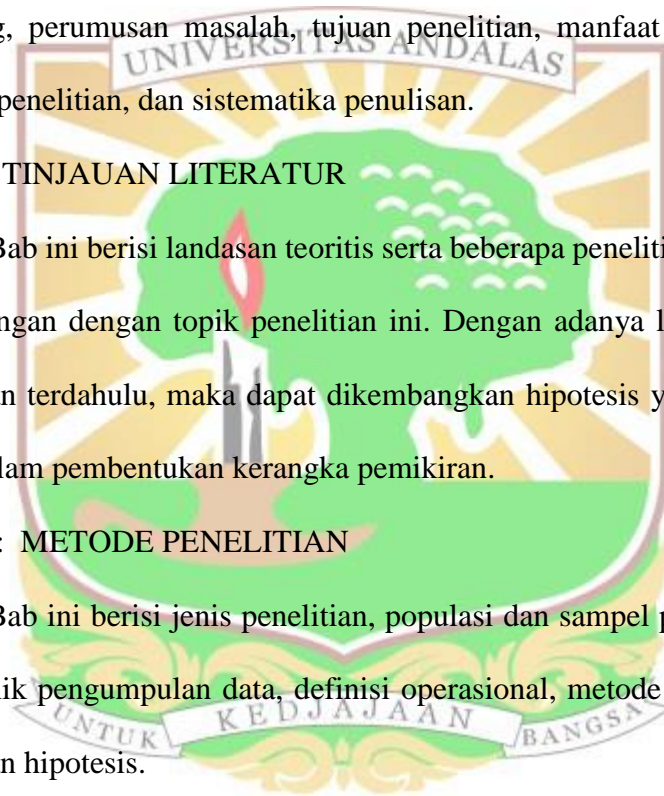 , perumusan masalah, tujuan penelitian, manfaat
UNIVERSITAS ANDALAS
penelitian, dan sistematika penulisan.
TINJAUAN LITERATUR
Bab ini berisi landasan teoritis serta beberapa peneliti
ngan dengan topik penelitian ini. Dengan adanya l
n terdahulu, maka dapat dikembangkan hipotesis y
lam pembentukan kerangka pemikiran.
: METODE PENELITIAN
Bab ini berisi jenis penelitian, populasi dan sampel p
nik pengumpulan data, definisi operasional, metode
UNTUK KEDJAJAAN BANGSA
n hipotesis.